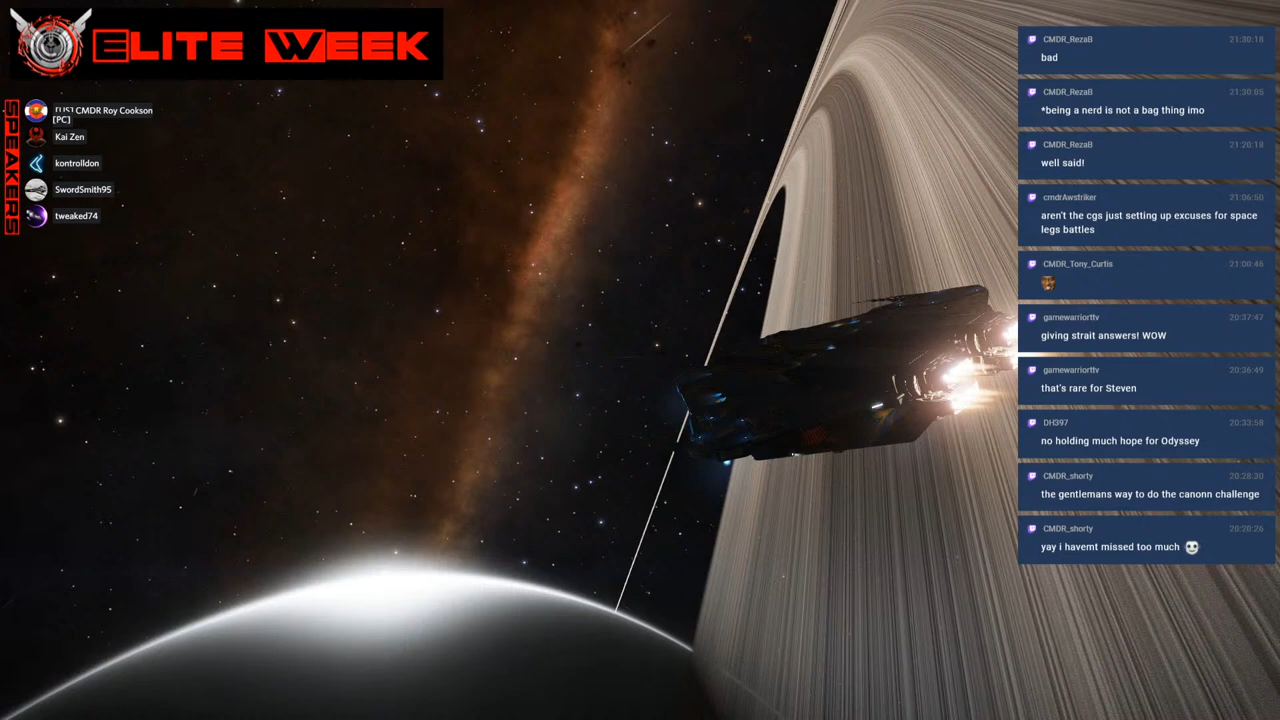 ELITE WEEK
SPEAKERS
[US] CMDR Roy Cookson
[PC]
Kai Zen
kontrolldon
SwordSmith95
tweaked74
CMDR_RezaB 21:30:18
bad
CMDR_RezaB 21:30:05
*being a nerd is not a bag thing imo
CMDR_RezaB 21:20:18
well said!
cmdrAwstriker 21:06:50
aren't the cgs just setting up excuses for space
legs battles
CMDR_Tony_Curtis 21:00:46
gamewarriorttv 20:37:47
giving strait answers! WOW
gamewarriorttv 20:36:49
that's rare for Steven
DH397 20:33:58
no holding much hope for Odyssey
CMDR_shorty 20:28:30
the gentlemans way to do the canonn challenge
CMDR_shorty 20:20:26
yay i havemt missed too much